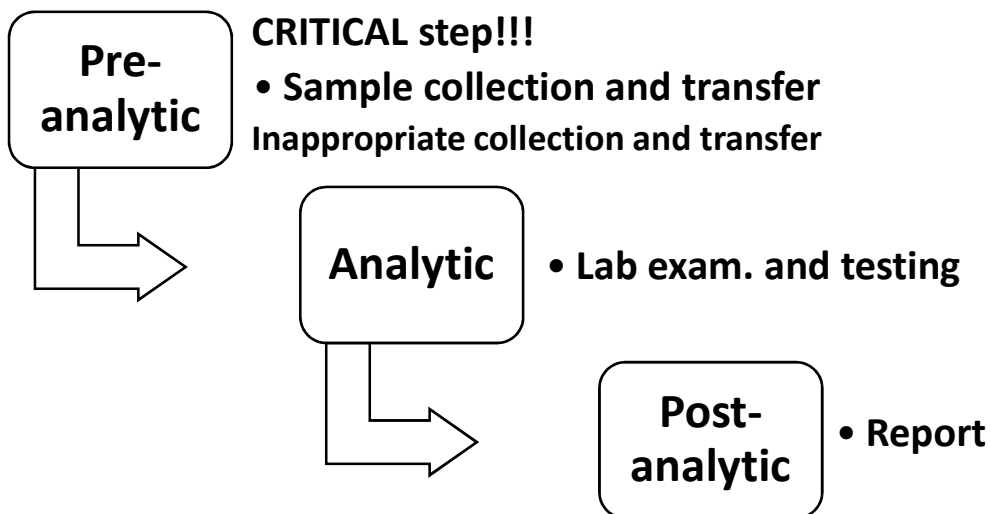 Pre-
analytic
CRITICAL step!!!
• Sample collection and transfer
Inappropriate collection and transfer
Analytic
• Lab exam. and testing
Post-
analytic
• Report